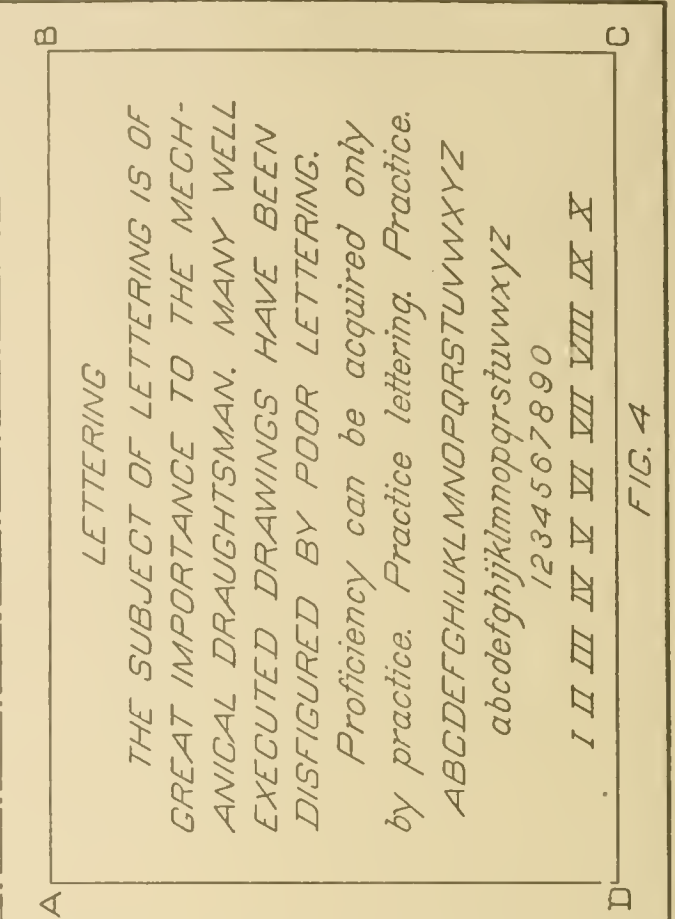 A B
LETTERING
THE SUBJECT OF LETTERING IS OF
GREAT IMPORTANCE TO THE MECH-
ANICAL DRAUGHTSMAN. MANY WELL
EXECUTED DRAWINGS HAVE BEEN
DISFIGURED BY POOR LETTERING.
Proficiency can be acquired only
by practice. Practice lettering. Practice.
ABCDEFGHIJKLMNOPQRSTUVWXYZ
abcdefghijklmnopqrstuvwxyz
1234567890
I II III IV V VI VII VIII IX X
D C
FIG. 4